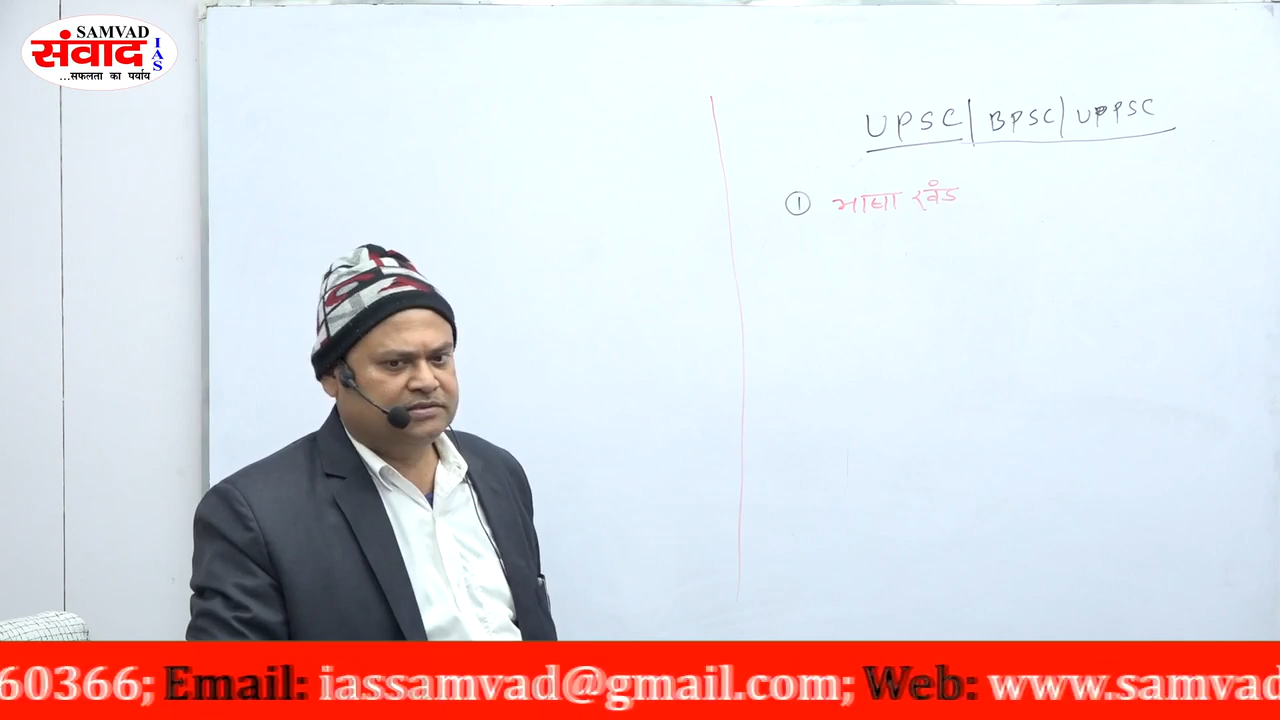 SAMVAD
संवाद IAS
...सफलता का पर्याय
UPSC | BPSC | UPPSC
① भाषा खंड
60366; Email: iassamvad@gmail.com; Web: www.samvad